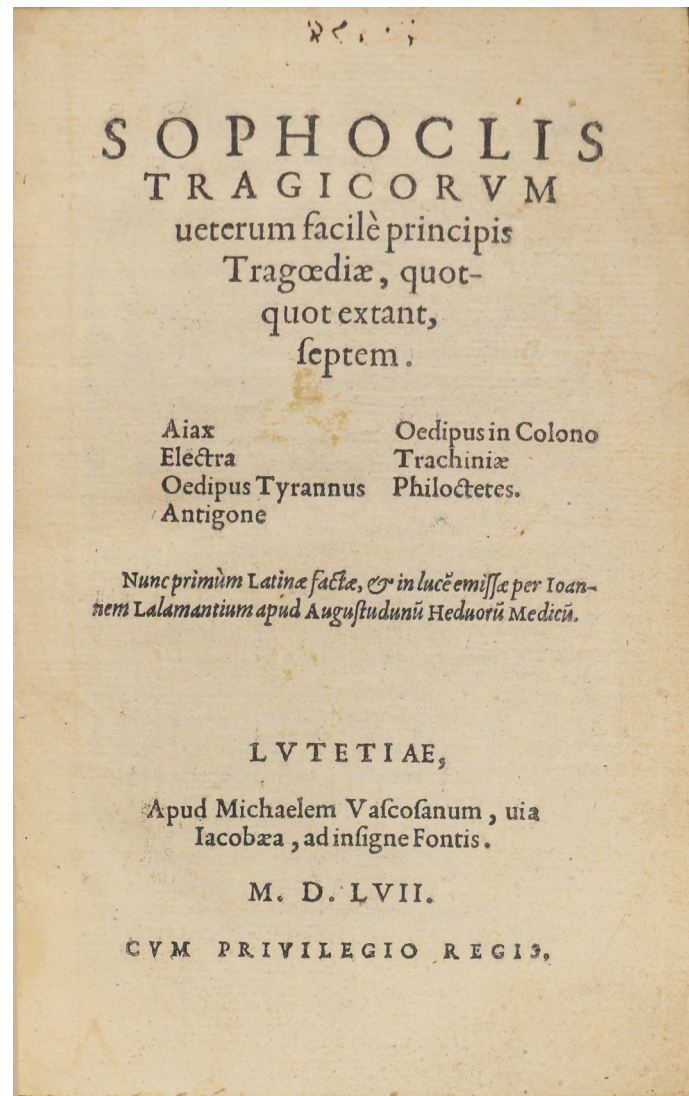 SOPHOCLIS
TRAGICORVM
ueterum facilè principis
Tragœdiæ, quot-
quot extant,
ſeptem.
Aiax
Electra
Oedipus Tyrannus
Antigone
Oedipus in Colono
Trachiniæ
Philoctetes.
Nunc primùm Latinæ factæ, & in lucē emiſſæ per Ioan-
nem Lalamantium apud Auguſtudunū Heduorū Medicū.
LVTETIAE,
Apud Michaelem Vaſcoſanum, uia
Iacobæa, ad inſigne Fontis.
M. D. LVII.
CVM PRIVILEGIO REGIS.